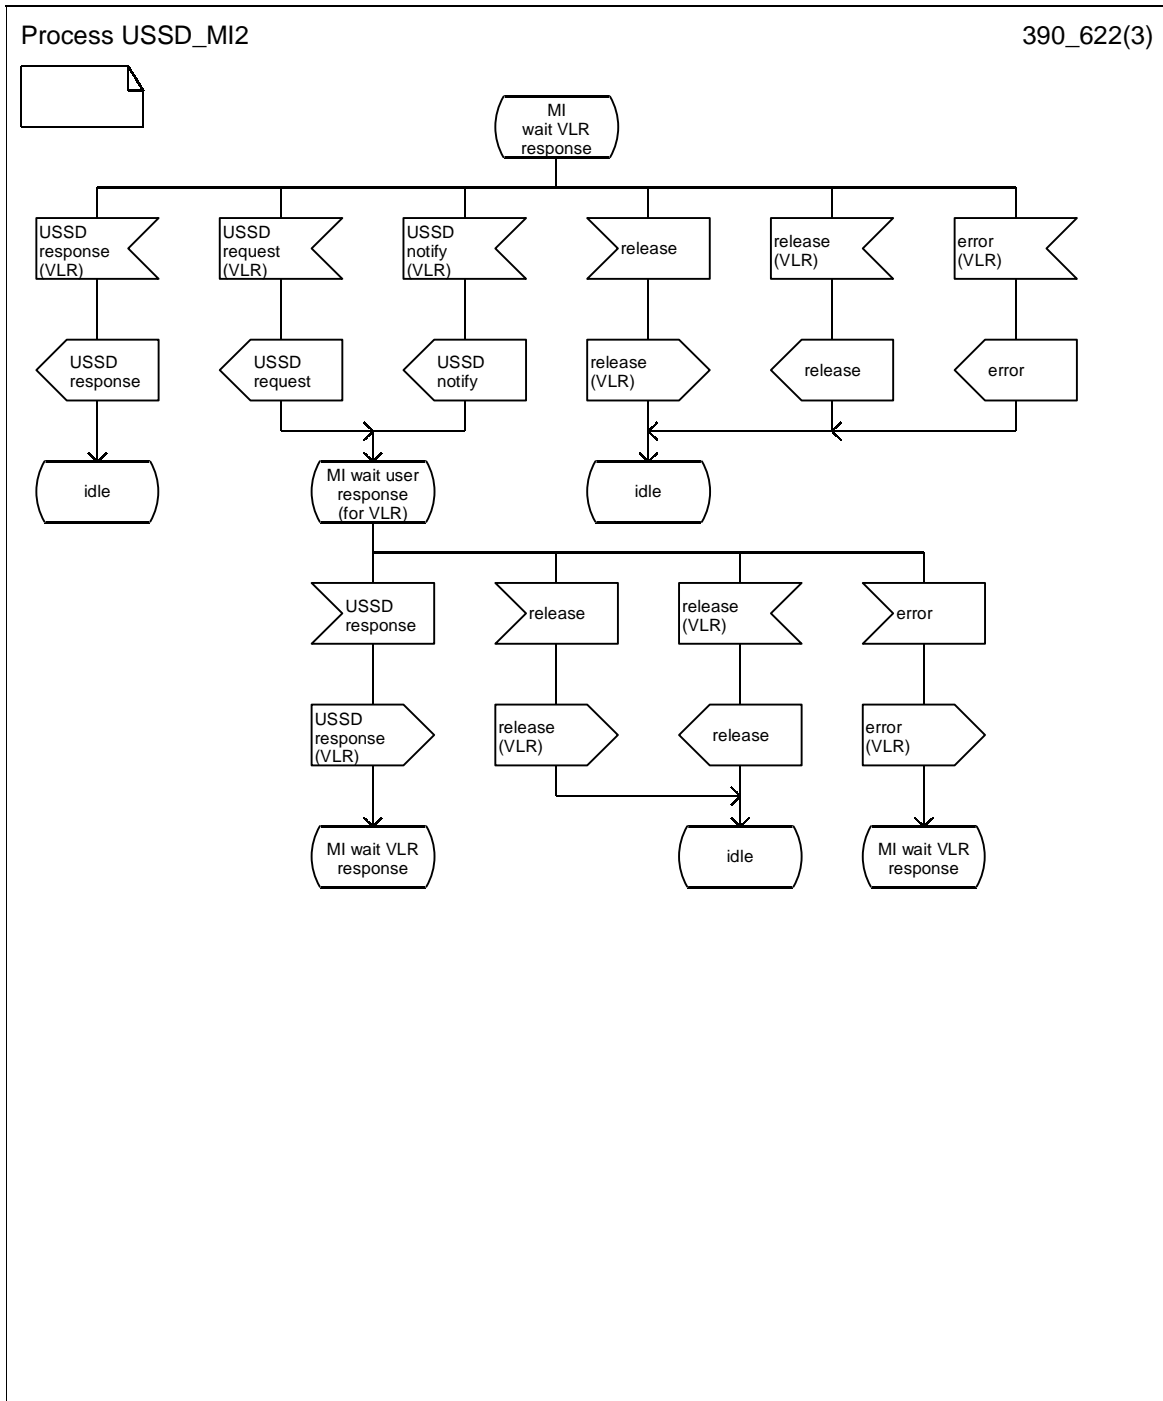 Process USSD_MI2
390_622(3)
MI
wait VLR
response
USSD
response
(VLR)
USSD
request
(VLR)
USSD
notify
(VLR)
release
release
(VLR)
error
(VLR)
USSD
response
USSD
request
USSD
notify
release
(VLR)
release
error
idle
MI wait user
response
(for VLR)
idle
USSD
response
release
release
(VLR)
error
USSD
response
(VLR)
release
(VLR)
release
error
(VLR)
MI wait VLR
response
idle
MI wait VLR
response